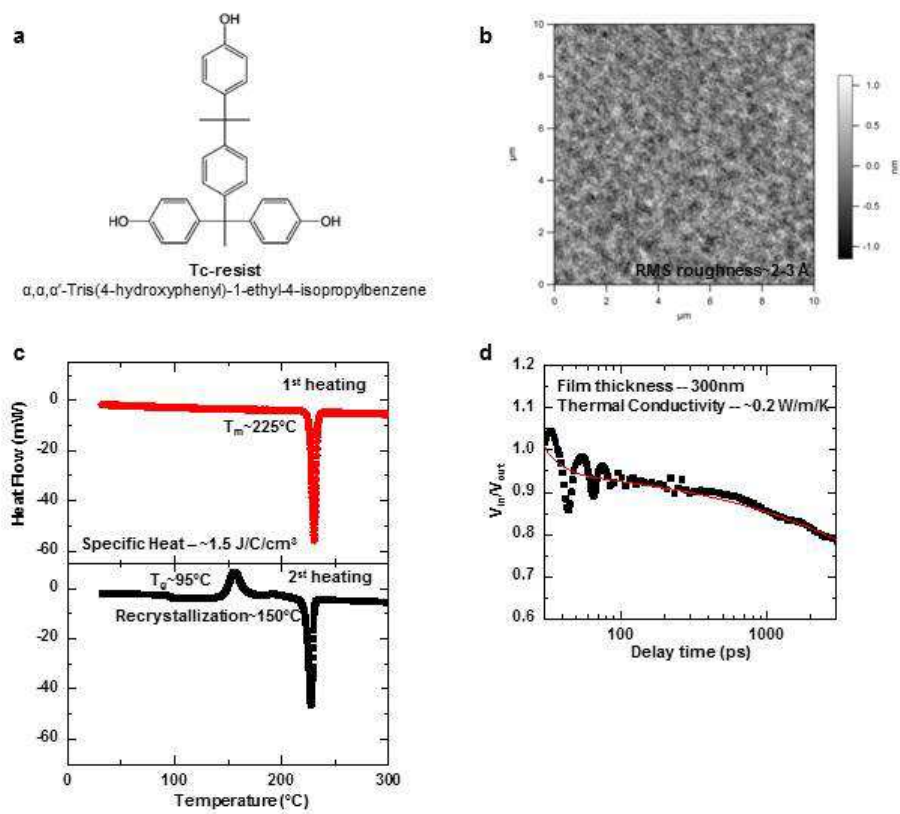 a
OH
HO
OH
Tc-resist
α,α,α'-Tris(4-hydroxyphenyl)-1-ethyl-4-isopropylbenzene
b
10
8
6
4
2
0
µm
0 2 4 6 8 10
µm
RMS roughness~2-3 Å
1.0
0.5
0.0
-0.5
-1.0
nm
c
1st heating
Tm~225°C
Specific Heat – ~1.5 J/C/cm³
0
-20
-40
-60
Heat Flow (mW)
Tg~95°C
2st heating
Recrystallization~150°C
0
-20
-40
-60
0 100 200 300
Temperature (°C)
d
Film thickness -- 300nm
Thermal Conductivity -- ~0.2 W/m/K
1.2
1.1
1.0
0.9
0.8
0.7
0.6
Vin/Vout
100 1000
Delay time (ps)